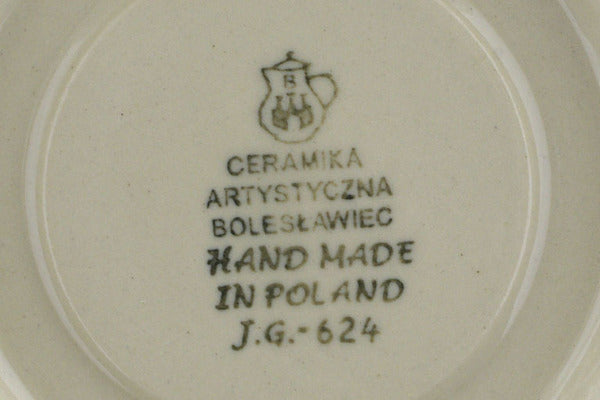 B
CERAMIKA
ARTYSTYCZNA
BOLESŁAWIEC
HAND MADE
IN POLAND
J.G.-624